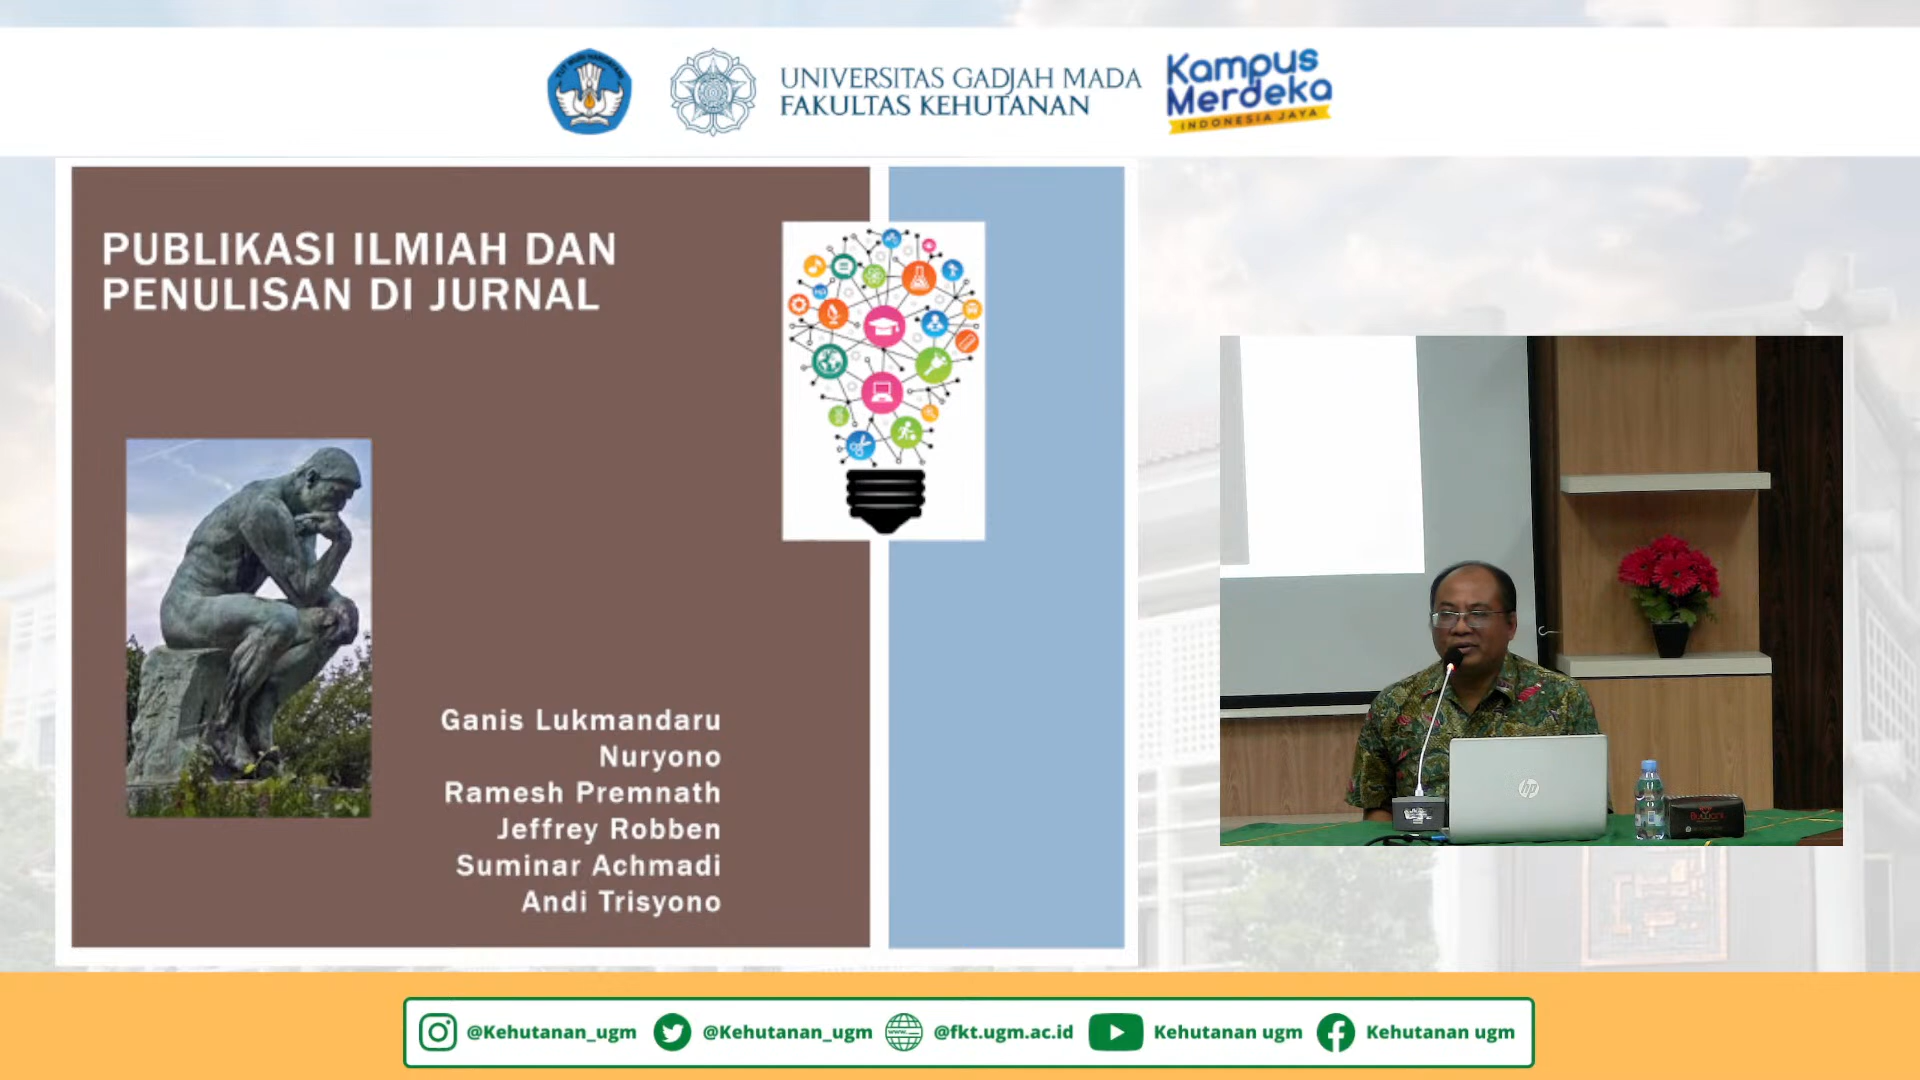 UNIVERSITAS GADJAH MADA
FAKULTAS KEHUTANAN
Kampus
Merdeka
INDONESIA JAYA
PUBLIKASI ILMIAH DAN
PENULISAN DI JURNAL
Ganis Lukmandaru
Nuryono
Ramesh Premnath
Jeffrey Robben
Suminar Achmadi
Andi Trisyono
hp
@Kehutanan_ugm
@Kehutanan_ugm
@fkt.ugm.ac.id
Kehutanan ugm
Kehutanan ugm